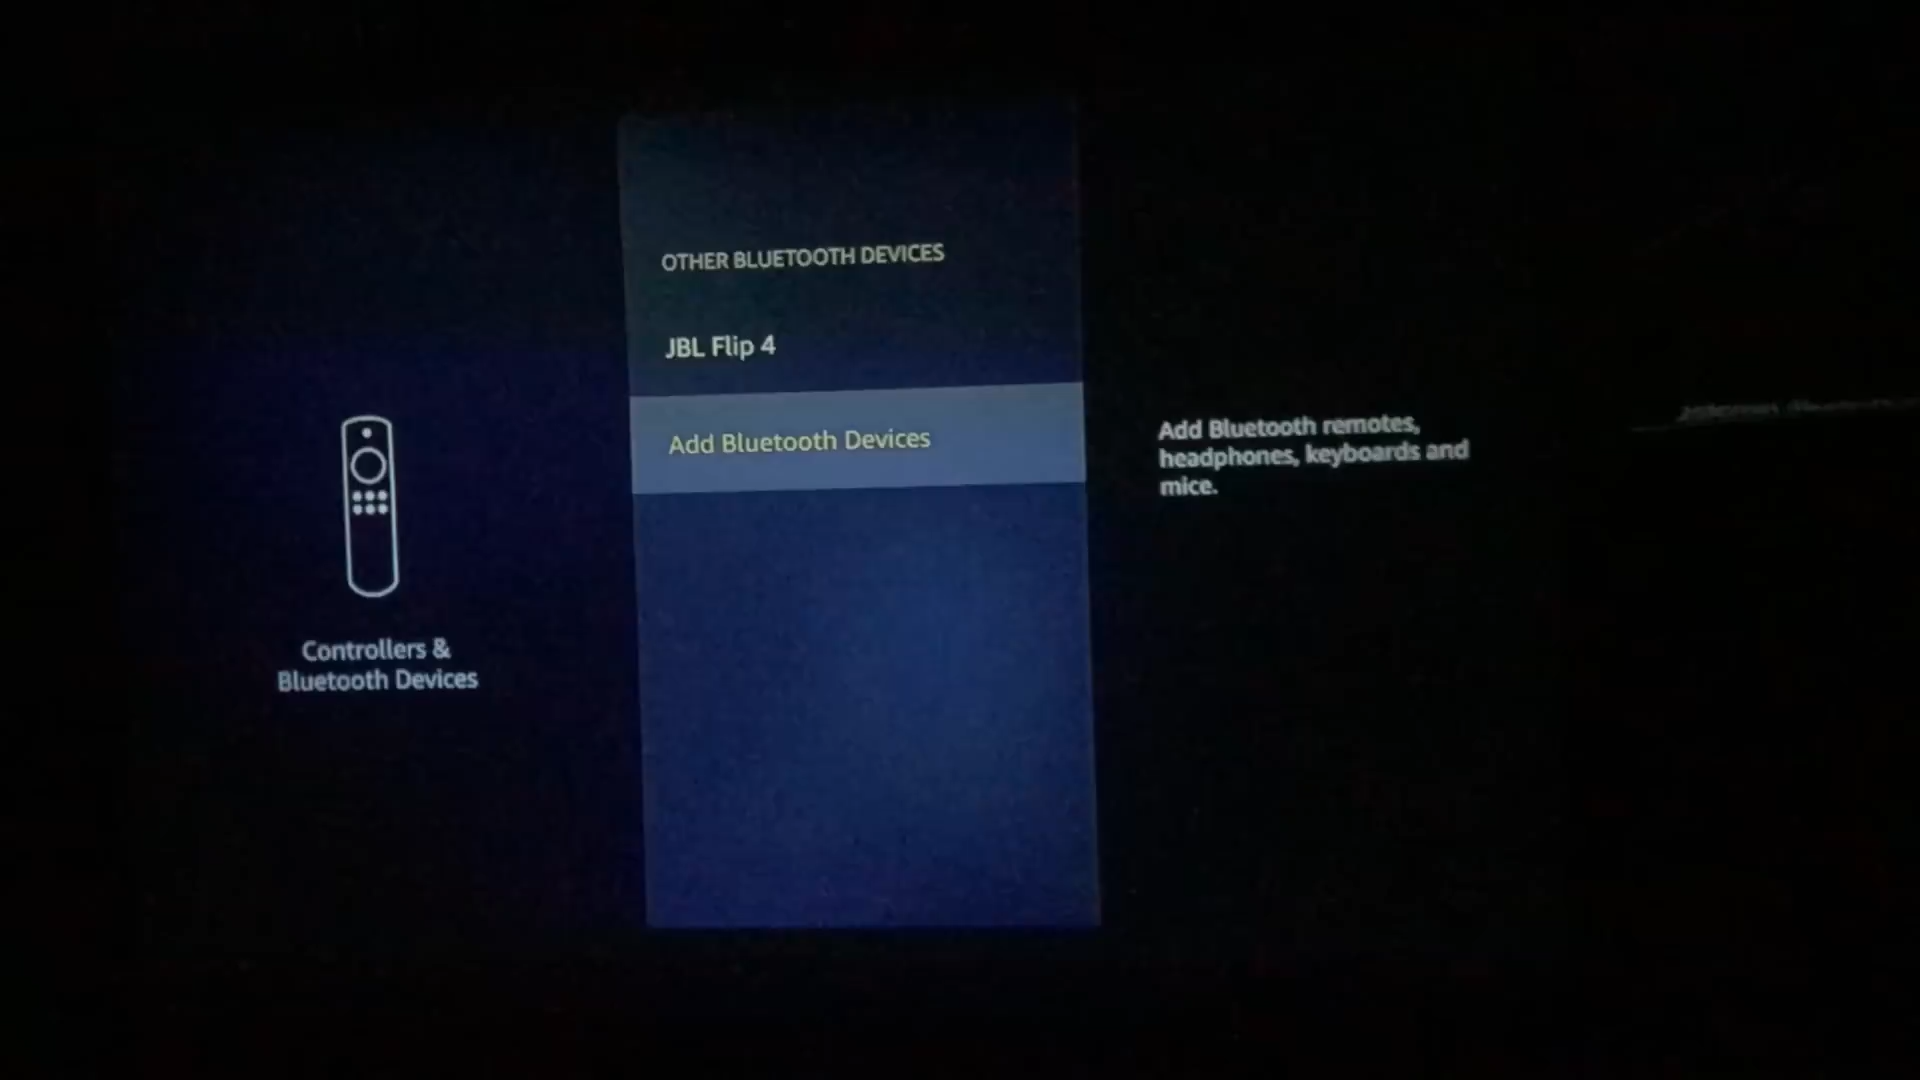 OTHER BLUETOOTH DEVICES
JBL Flip 4
Add Bluetooth Devices
Add Bluetooth remotes,
headphones, keyboards and
mice.
Controllers &
Bluetooth Devices